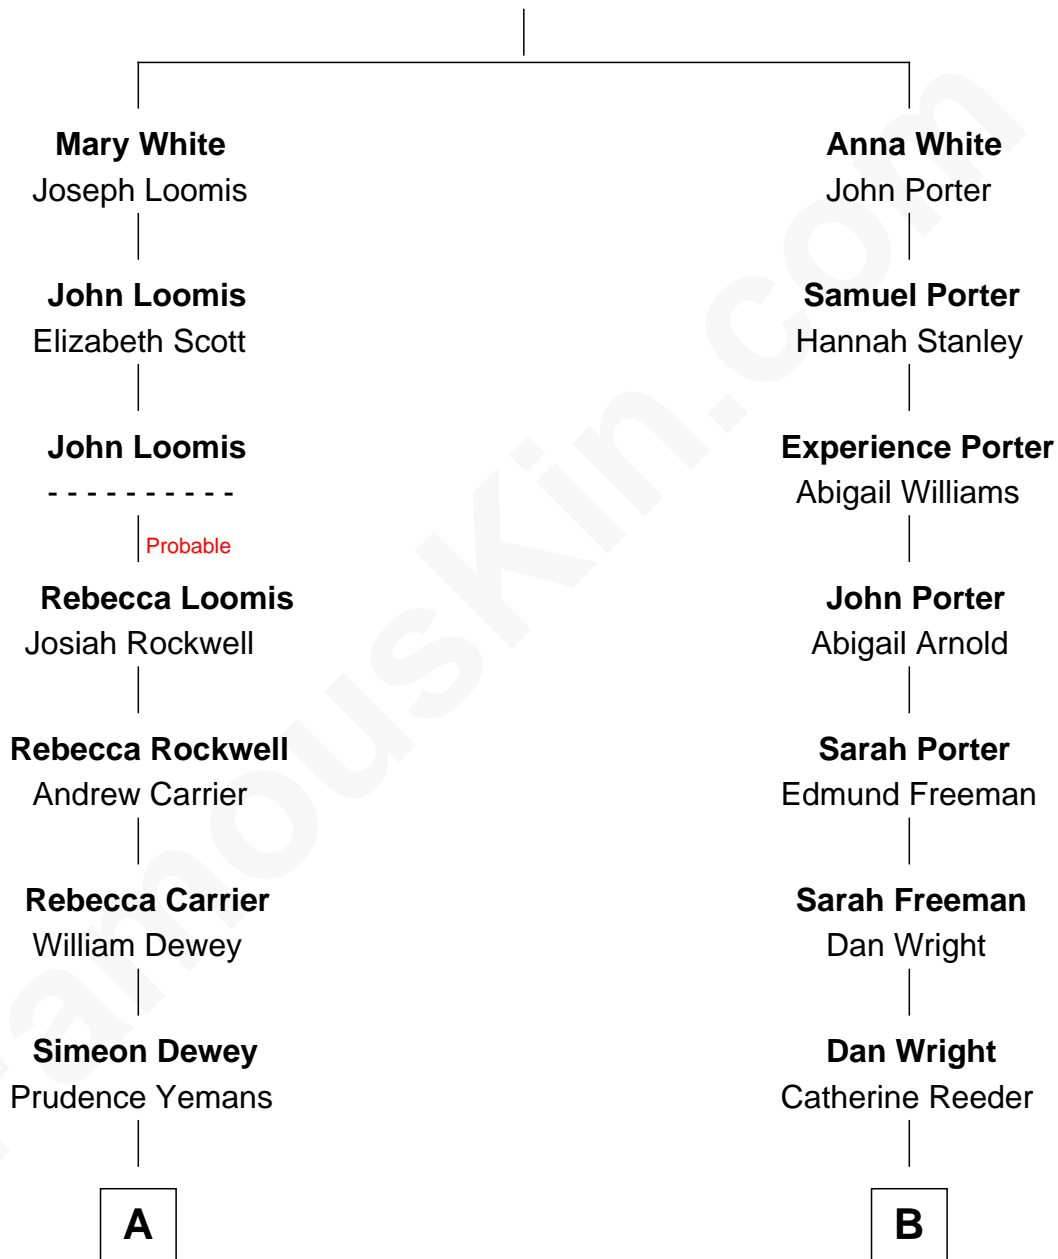 Mary White
Joseph Loomis
John Loomis
Elizabeth Scott
John Loomis
- - - - - - - - - -
Probable
Rebecca Loomis
Josiah Rockwell
Rebecca Rockwell
Andrew Carrier
Rebecca Carrier
William Dewey
Simeon Dewey
Prudence Yemans
A
Anna White
John Porter
Samuel Porter
Hannah Stanley
Experience Porter
Abigail Williams
John Porter
Abigail Arnold
Sarah Porter
Edmund Freeman
Sarah Freeman
Dan Wright
Dan Wright
Catherine Reeder
B
FamousKin.com